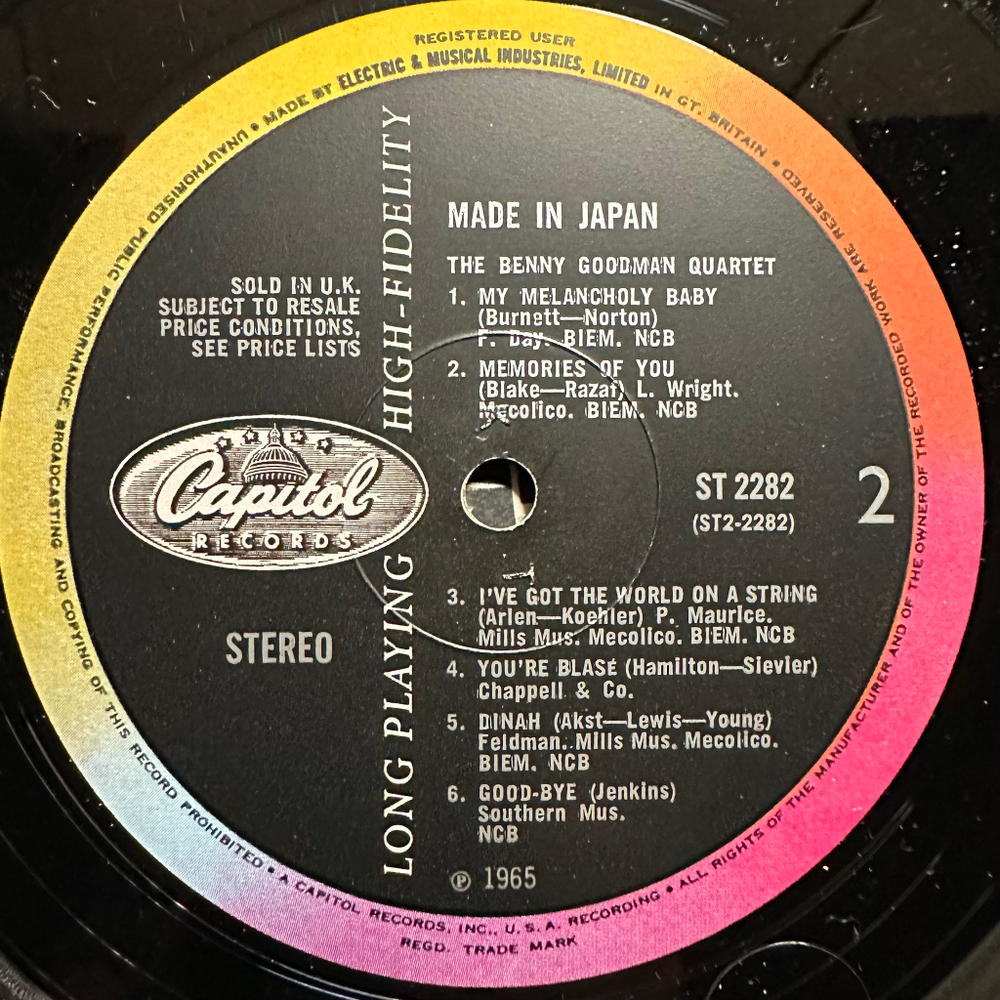 REGISTERED USER
MADE BY ELECTRIC & MUSICAL INDUSTRIES, LIMITED IN GT. BRITAIN • ALL RIGHTS OF THE MANUFACTURER AND OF THE OWNER OF THE RECORDED WORK ARE RESERVED • A CAPITOL RECORDS, INC., U. S. A. RECORDING • UNAUTHORISED PUBLIC PERFORMANCE, BROADCASTING AND COPYING OF THIS RECORD PROHIBITED •
REGD. TRADE MARK
LONG PLAYING HIGH-FIDELITY
SOLD IN U.K.
SUBJECT TO RESALE
PRICE CONDITIONS,
SEE PRICE LISTS
Capitol
RECORDS
STEREO
MADE IN JAPAN
THE BENNY GOODMAN QUARTET
1. MY MELANCHOLY BABY
(Burnett—Norton)
F. Day. BIEM. NCB
2. MEMORIES OF YOU
(Blake—Razaf) L. Wright.
Mecolico. BIEM. NCB
ST 2282
(ST2-2282)
2
3. I'VE GOT THE WORLD ON A STRING
(Arlen—Koehler) P. Maurice.
Mills Mus. Mecolico. BIEM. NCB
4. YOU'RE BLASÉ (Hamilton—Sievier)
Chappell & Co.
5. DINAH (Akst—Lewis—Young)
Feldman. Mills Mus. Mecolico.
BIEM. NCB
6. GOOD-BYE (Jenkins)
Southern Mus.
NCB
℗ 1965